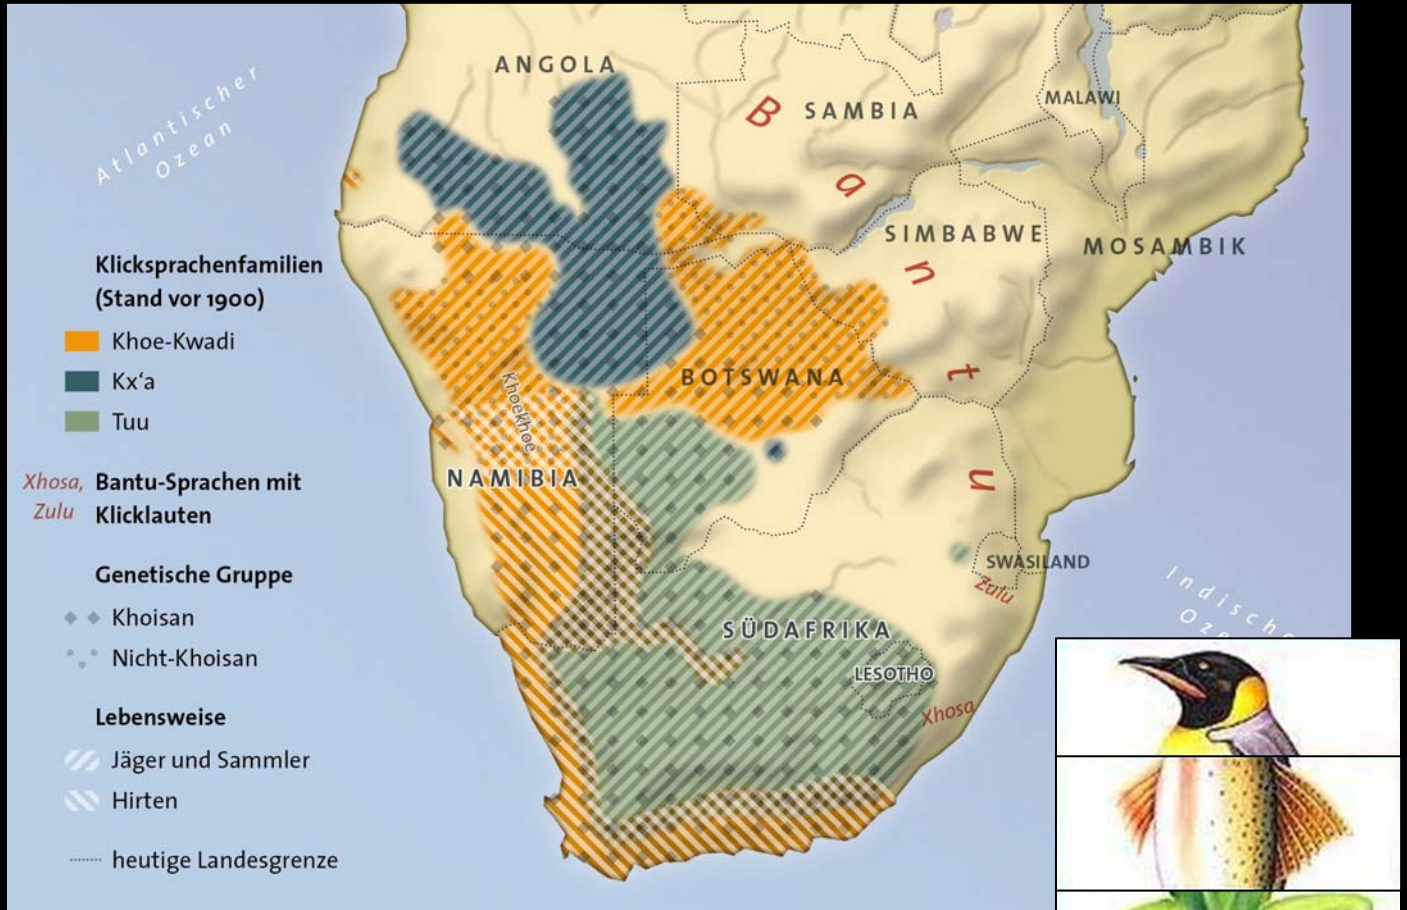 Atlantischer
Ozean
ANGOLA
SAMBIA
MALAWI
Bantu
SIMBABWE
MOSAMBIK
BOTSWANA
Khoekhoe
NAMIBIA
SWASILAND
Zulu
Indischer
SÜDAFRIKA
LESOTHO
Xhosa
Klicksprachenfamilien
(Stand vor 1900)
Khoe-Kwadi
Kx‘a
Tuu
Xhosa,
Zulu
Bantu-Sprachen mit
Klicklauten
Genetische Gruppe
Khoisan
Nicht-Khoisan
Lebensweise
Jäger und Sammler
Hirten
heutige Landesgrenze